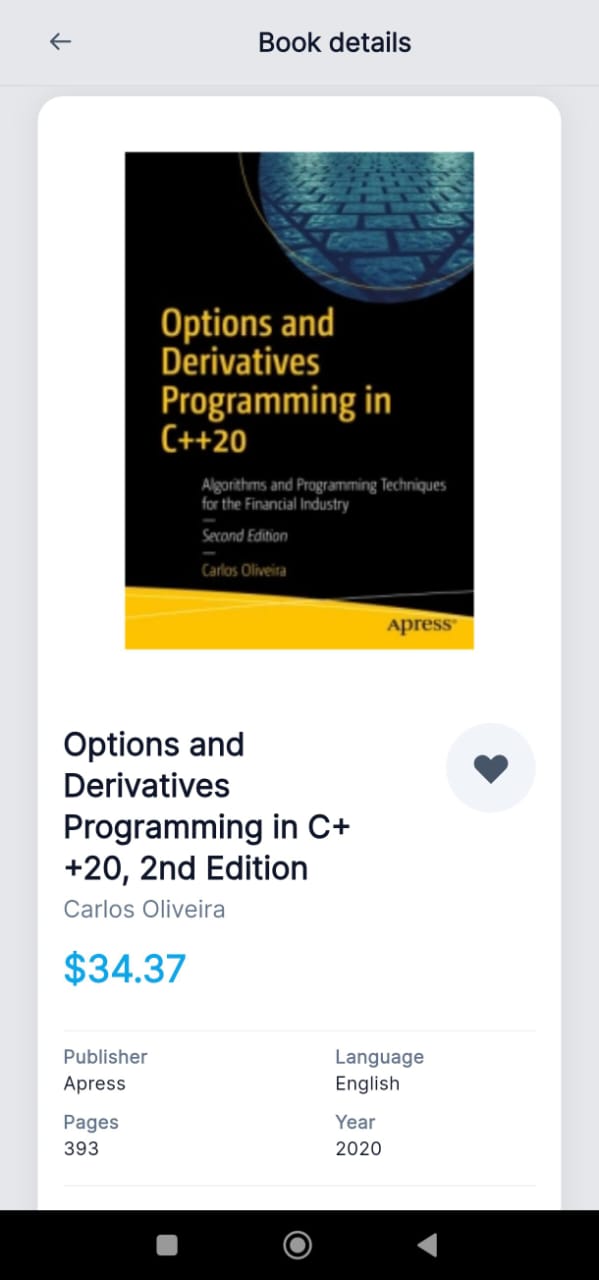 Book details
Options and
Derivatives
Programming in
C++20
Algorithms and Programming Techniques
for the Financial Industry
Second Edition
Carlos Oliveira
Apress®
Options and
Derivatives
Programming in C+
+20, 2nd Edition
Carlos Oliveira
$34.37
Publisher
Apress
Language
English
Pages
393
Year
2020